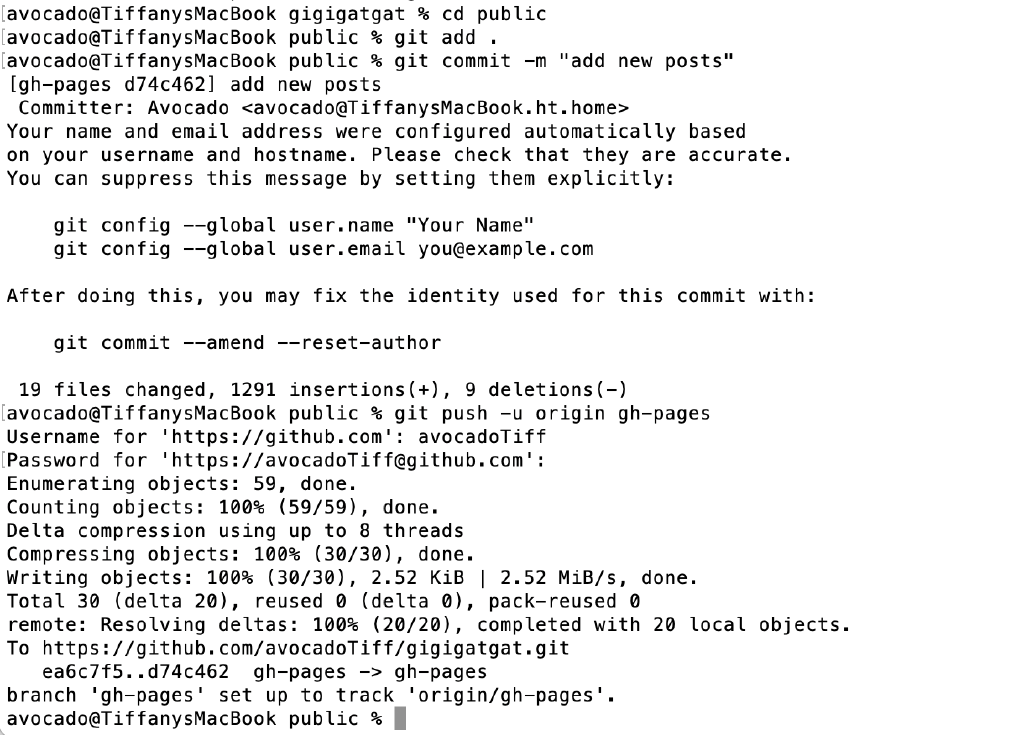 [avocado@TiffanysMacBook gigigatgat % cd public
[avocado@TiffanysMacBook public % git add .
[avocado@TiffanysMacBook public % git commit -m "add new posts"
[gh-pages d74c462] add new posts
 Committer: Avocado <avocado@TiffanysMacBook.ht.home>
Your name and email address were configured automatically based
on your username and hostname. Please check that they are accurate.
You can suppress this message by setting them explicitly:

    git config --global user.name "Your Name"
    git config --global user.email you@example.com

After doing this, you may fix the identity used for this commit with:

    git commit --amend --reset-author

 19 files changed, 1291 insertions(+), 9 deletions(-)
[avocado@TiffanysMacBook public % git push -u origin gh-pages
Username for 'https://github.com': avocadoTiff
[Password for 'https://avocadoTiff@github.com':
Enumerating objects: 59, done.
Counting objects: 100% (59/59), done.
Delta compression using up to 8 threads
Compressing objects: 100% (30/30), done.
Writing objects: 100% (30/30), 2.52 KiB | 2.52 MiB/s, done.
Total 30 (delta 20), reused 0 (delta 0), pack-reused 0
remote: Resolving deltas: 100% (20/20), completed with 20 local objects.
To https://github.com/avocadoTiff/gigigatgat.git
   ea6c7f5..d74c462  gh-pages -> gh-pages
branch 'gh-pages' set up to track 'origin/gh-pages'.
avocado@TiffanysMacBook public %